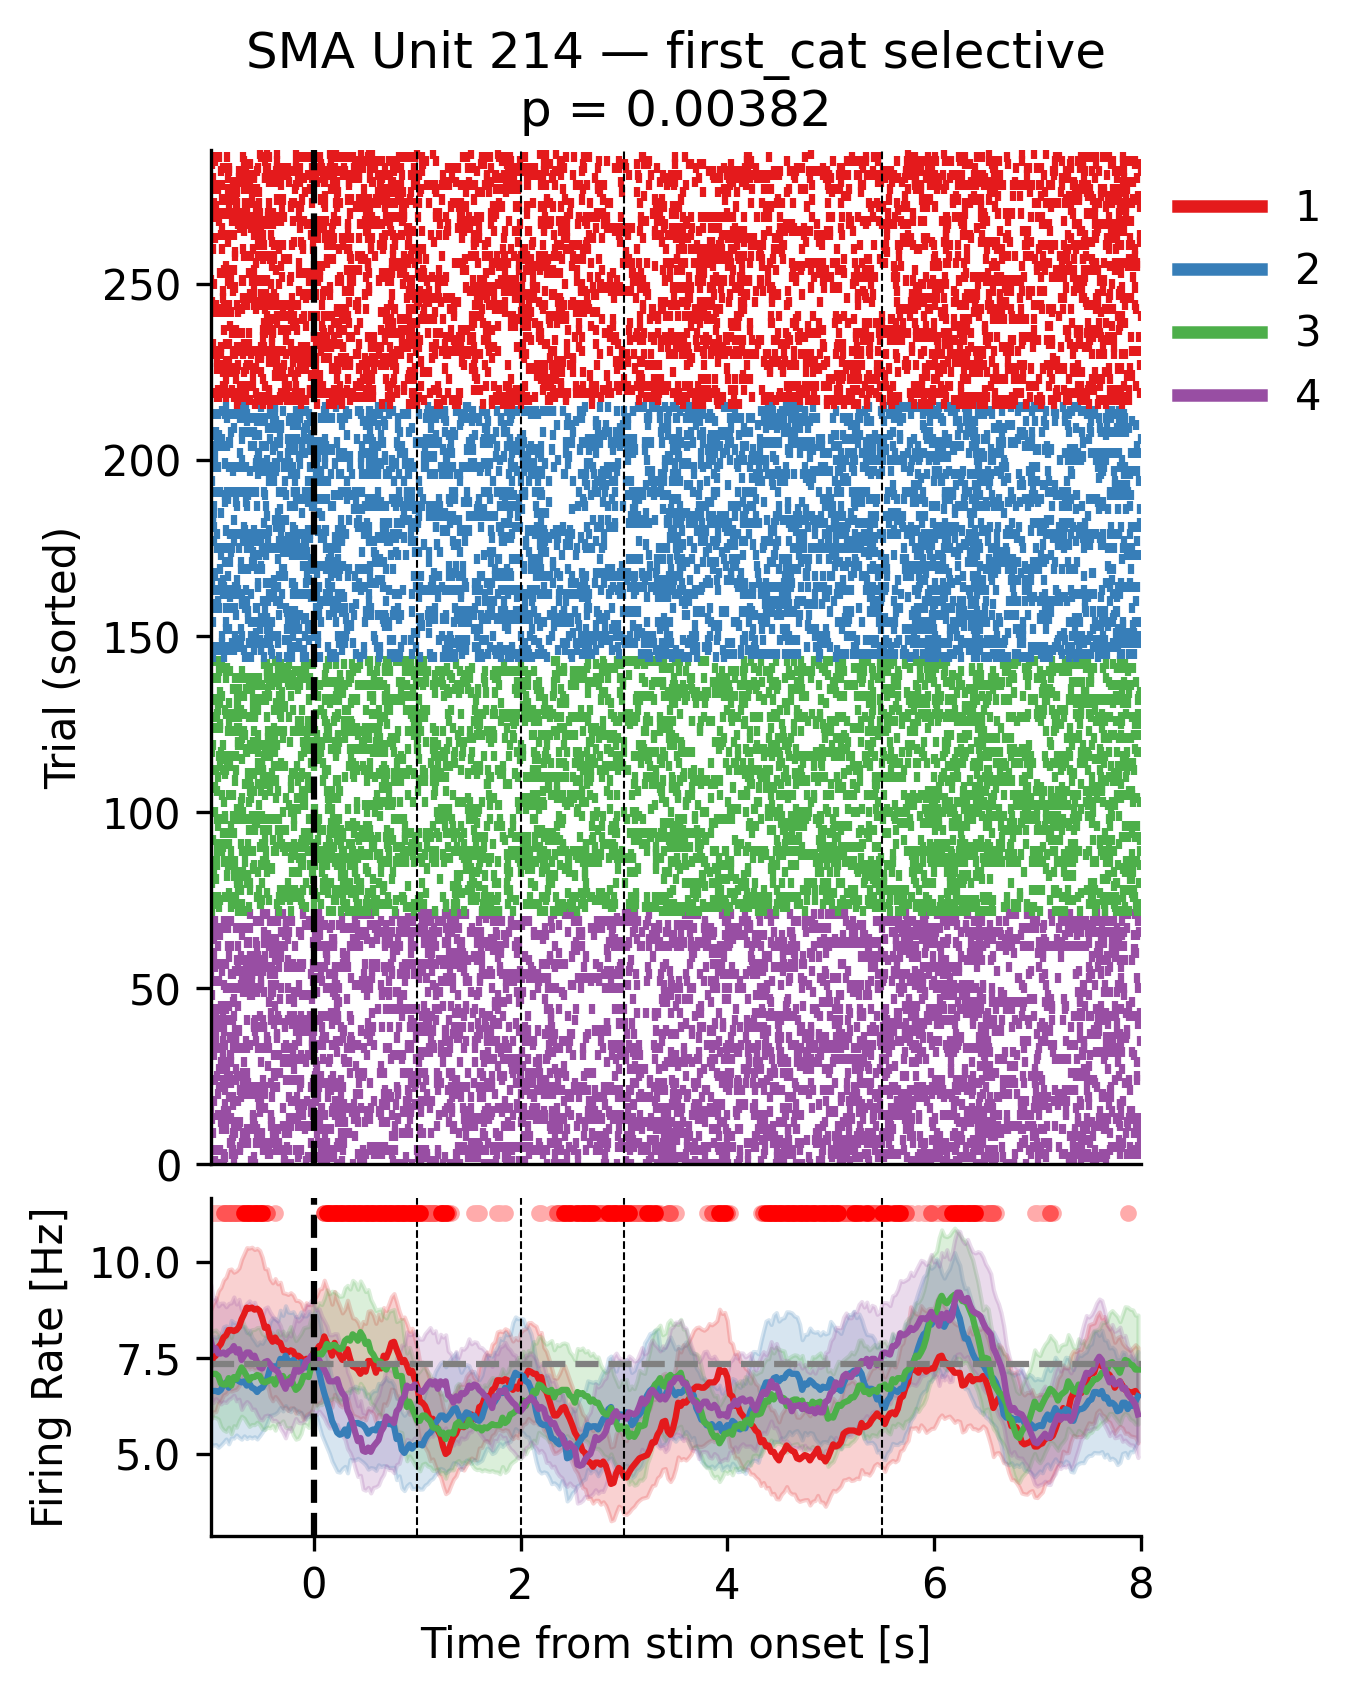 SMA Unit 214 — first_cat selective
p = 0.00382
1
2
3
4
Trial (sorted)
250
200
150
100
50
0
Firing Rate [Hz]
10.0
7.5
5.0
0 2 4 6 8
Time from stim onset [s]